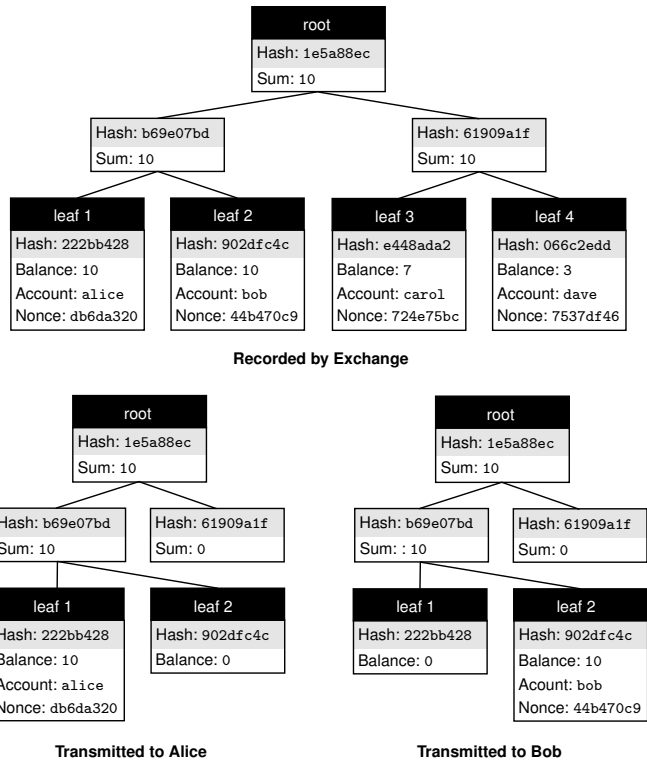 root
Hash: 1e5a88ec
Sum: 10
Hash: b69e07bd
Sum: 10
Hash: 61909a1f
Sum: 10
leaf 1
Hash: 222bb428
Balance: 10
Account: alice
Nonce: db6da320
leaf 2
Hash: 902dfc4c
Balance: 10
Account: bob
Nonce: 44b470c9
leaf 3
Hash: e448ada2
Balance: 7
Account: carol
Nonce: 724e75bc
leaf 4
Hash: 066c2edd
Balance: 3
Account: dave
Nonce: 7537df46
Recorded by Exchange
root
Hash: 1e5a88ec
Sum: 10
Hash: b69e07bd
Sum: 10
Hash: 61909a1f
Sum: 0
leaf 1
Hash: 222bb428
Balance: 10
Account: alice
Nonce: db6da320
leaf 2
Hash: 902dfc4c
Balance: 0
Transmitted to Alice
root
Hash: 1e5a88ec
Sum: 10
Hash: b69e07bd
Sum: : 10
Hash: 61909a1f
Sum: 0
leaf 1
Hash: 222bb428
Balance: 0
leaf 2
Hash: 902dfc4c
Balance: 10
Acount: bob
Nonce: 44b470c9
Transmitted to Bob